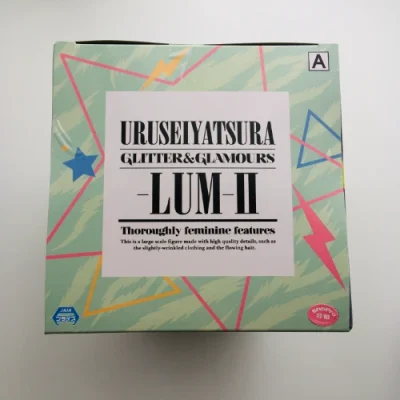 A
URUSEIYATSURA
GLITTER&GLAMOURS
-LUM-II
Thoroughly feminine features
This is a large scale figure made with high quality details, such as
the slightly-wrinkled clothing and the flowing hair.